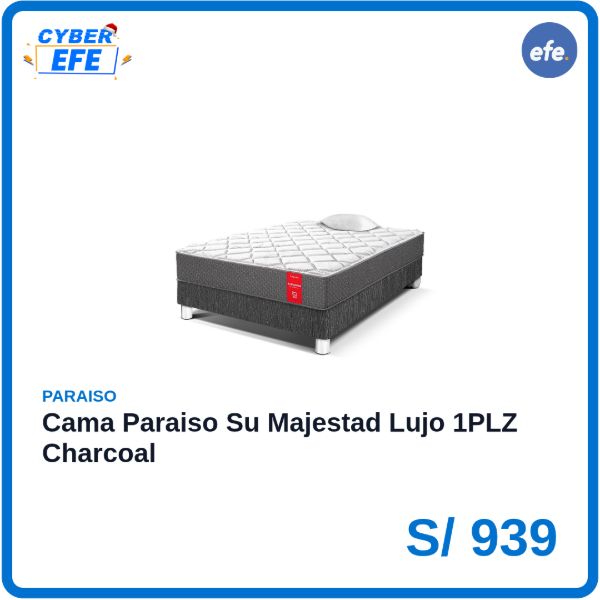 CYBER
EFE
efe.
PARAISO
Cama Paraiso Su Majestad Lujo 1PLZ
Charcoal
S/ 939